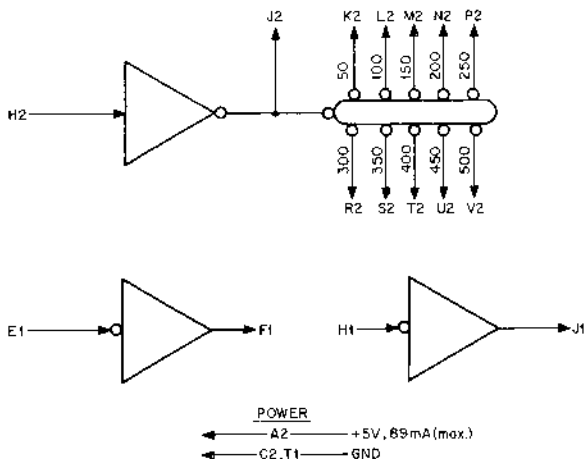 J2 K2 L2 M2 N2 P2
50 100 150 200 250
H2
300 350 400 450 500
R2 S2 T2 U2 V2
E1 F1 H1 J1
POWER
A2 +5V, 89mA (max.)
C2, T1 GND